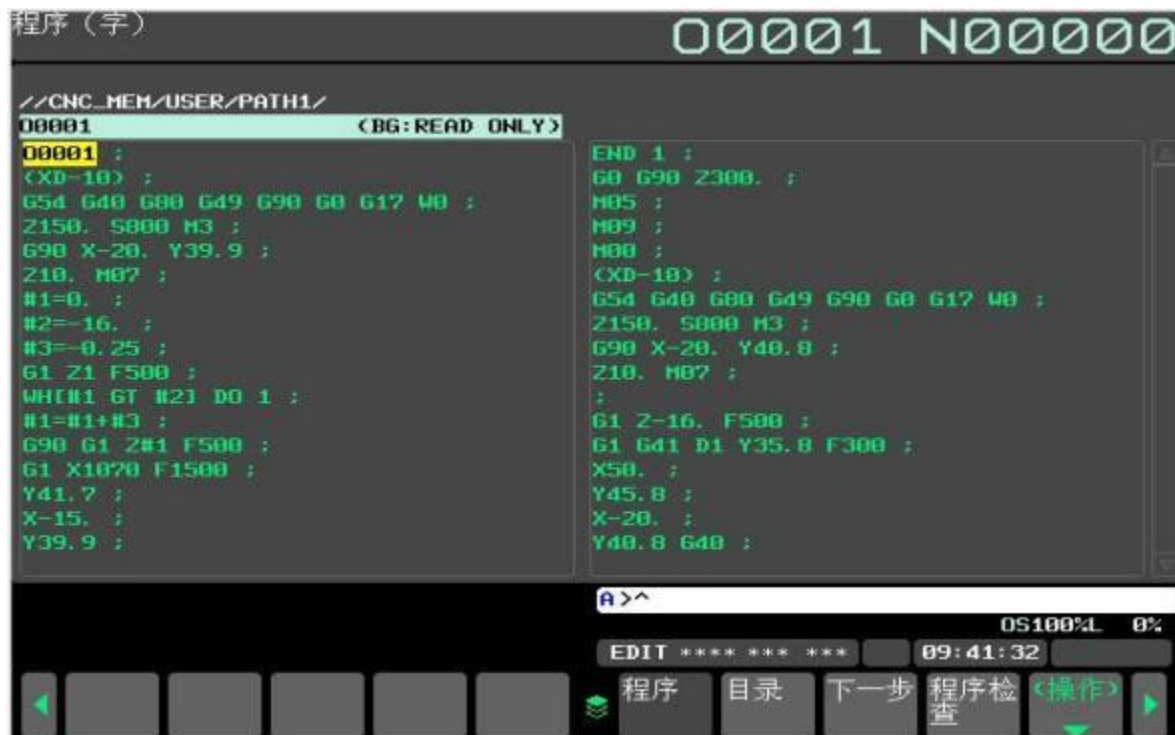 程序（字）
O0001 N00000
//CNC_MEM/USER/PATH1/
O0001 (BG:READ ONLY)
O0001 ;
(XD-10) ;
G54 G40 G80 G49 G90 G0 G17 W0 ;
Z150. S800 M3 ;
G90 X-20. Y39.9 ;
Z10. M07 ;
#1=0. ;
#2=-16. ;
#3=-0.25 ;
G1 Z1 F500 ;
WH[#1 GT #2] DO 1 ;
#1=#1+#3 ;
G90 G1 Z#1 F500 ;
G1 X1070 F1500 ;
Y41.7 ;
X-15. ;
Y39.9 ;
END 1 ;
G0 G90 Z300. ;
M05 ;
M09 ;
M00 ;
(XD-10) ;
G54 G40 G80 G49 G90 G0 G17 W0 ;
Z150. S800 M3 ;
G90 X-20. Y40.8 ;
Z10. M07 ;
;
G1 Z-16. F500 ;
G1 G41 D1 Y35.8 F300 ;
X50. ;
Y45.8 ;
X-20. ;
Y40.8 G40 ;
A>^
OS100%L 0%
EDIT **** *** *** 09:41:32
程序 目录 下一步 程序检查 (操作)